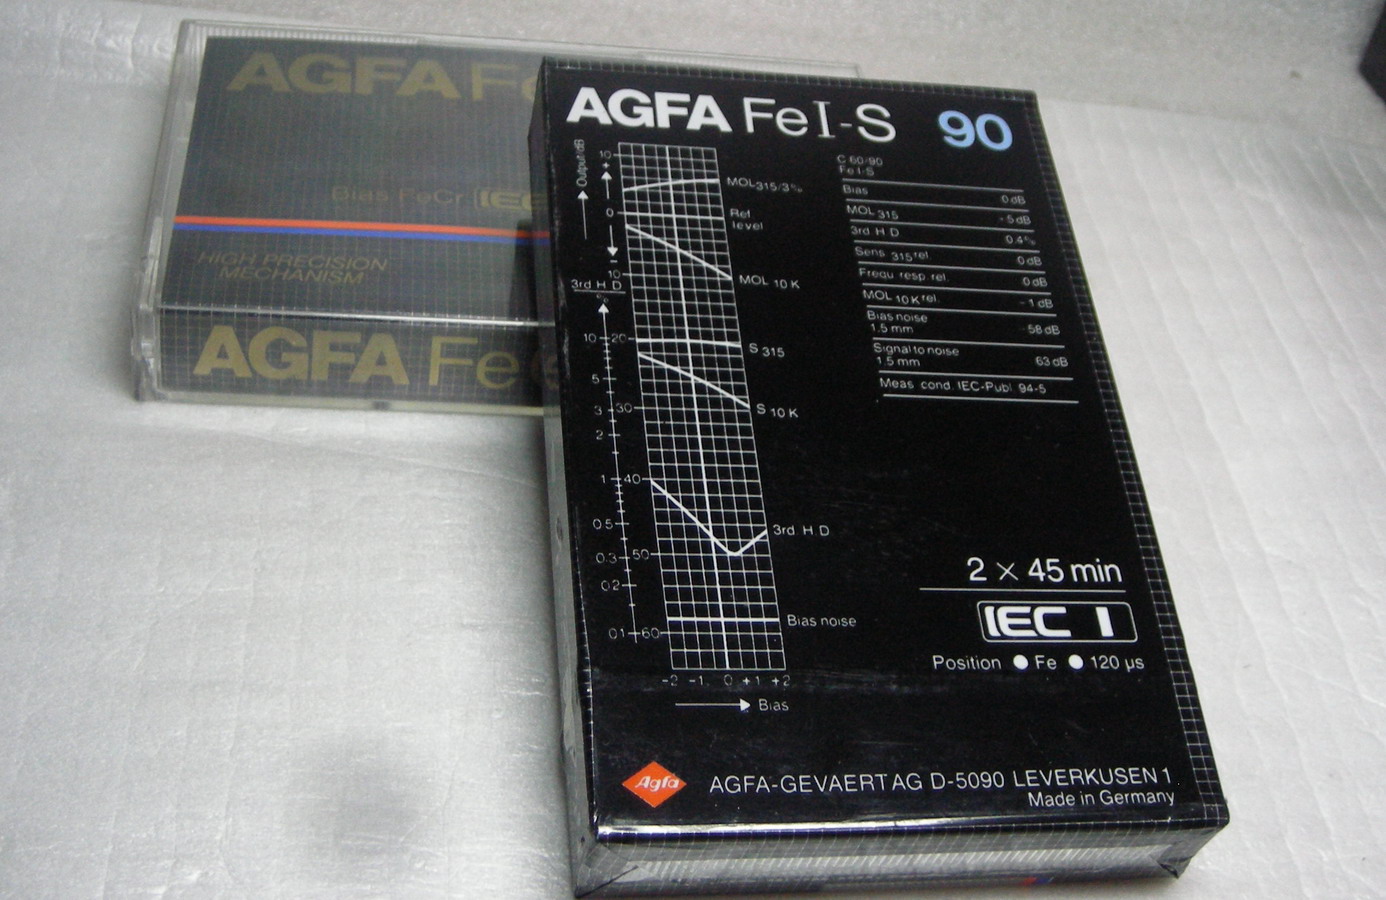 AGFA Fe
Bias FeCr IEC
HIGH PRECISION
MECHANISM
AGFA Fe
AGFA Fe I-S 90
C 60/90
Fe I-S
Bias 0 dB
MOL 315 - 5 dB
3rd. H D 0.4%
Sens 315 rel 0 dB
Frequ resp. rel. 0 dB
MOL 10 K rel. - 1 dB
Bias noise
1.5 mm - 58 dB
Signal to noise
1.5 mm 63 dB
Meas cond. IEC-Publ 94-5
Output/dB
10
+
0
-
10
20
30
40
50
60
3rd H D
%
10
5
3
2
1
0.5
0.3
0.2
0.1
MOL 315/3%
Ref
level
MOL 10 K
S 315
S 10 K
3rd. H D
Bias noise
-2 -1 0 +1 +2
Bias
2 × 45 min
IEC I
Position ● Fe ● 120 µs
Agfa
AGFA-GEVAERT AG D-5090 LEVERKUSEN 1
Made in Germany